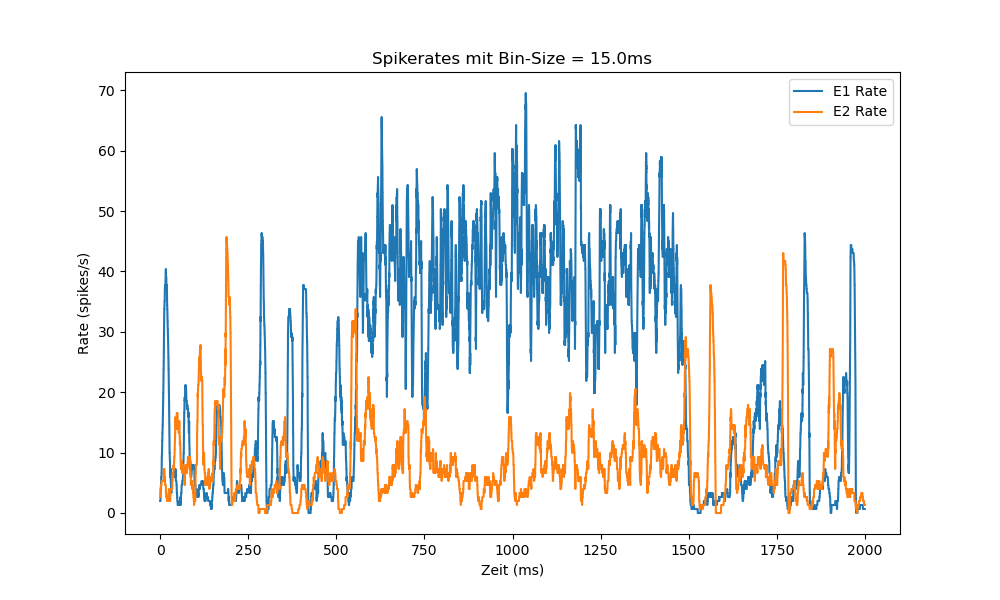 Spikerates mit Bin-Size = 15.0ms
E1 Rate
E2 Rate
70
60
50
40
30
20
10
0
Rate (spikes/s)
0 250 500 750 1000 1250 1500 1750 2000
Zeit (ms)